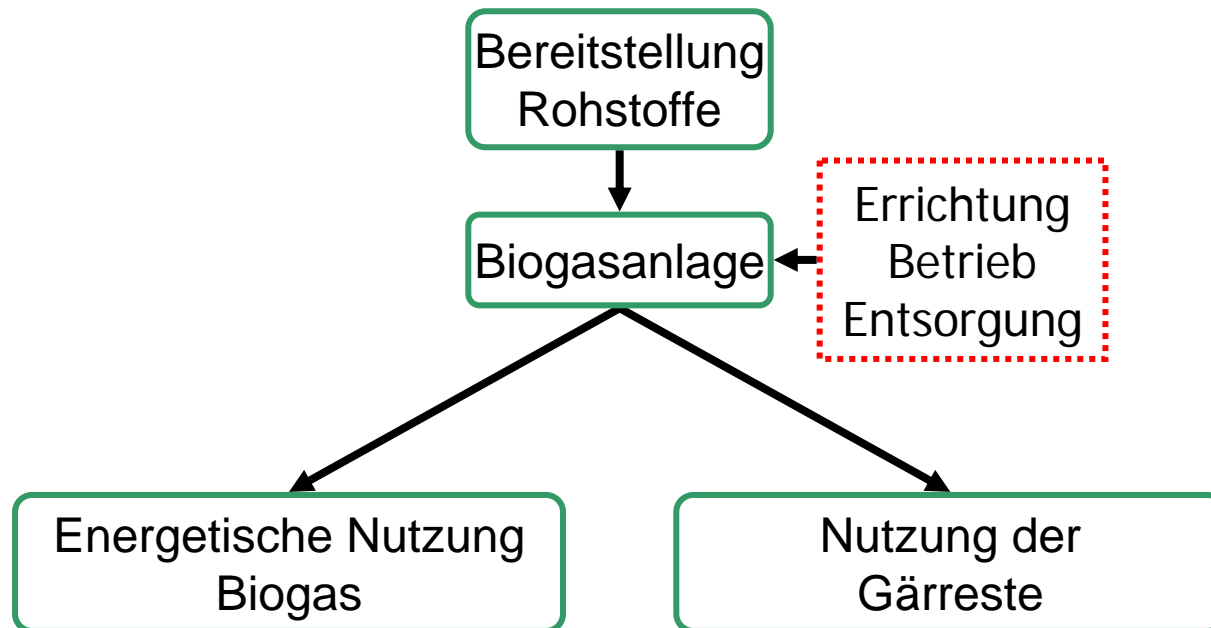 Bereitstellung
Rohstoffe
Errichtung
Betrieb
Entsorgung
Biogasanlage
Energetische Nutzung
Biogas
Nutzung der
Gärreste